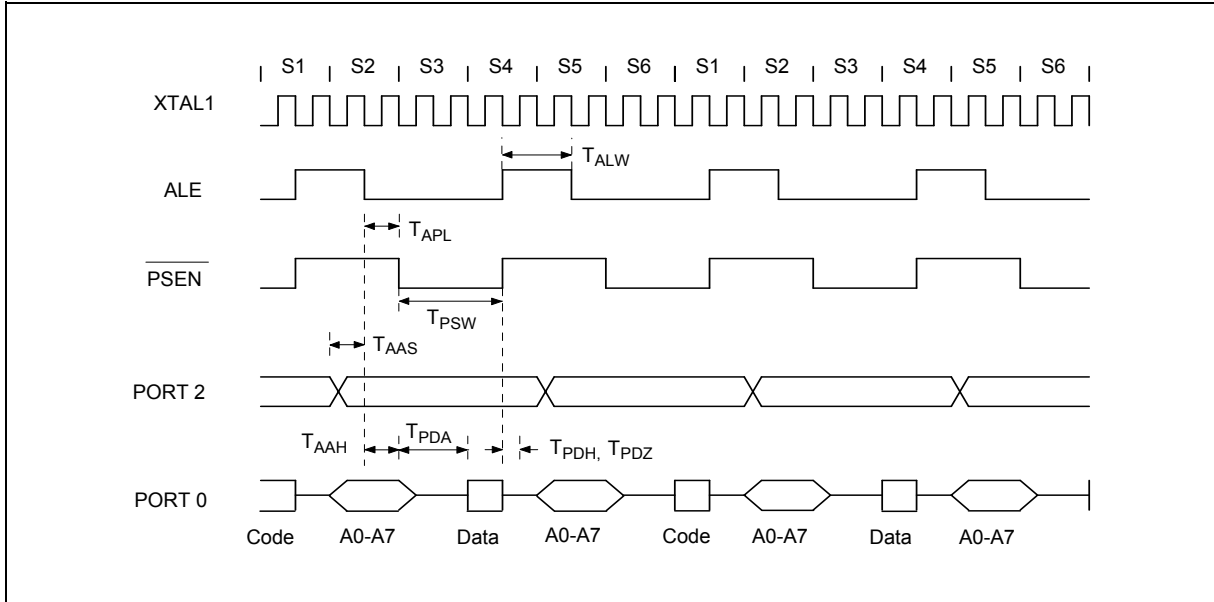 S1 S2 S3 S4 S5 S6 S1 S2 S3 S4 S5 S6
XTAL1
TALW
ALE
TAPL
PSEN
TPSW
TAAS
PORT 2
TAAH TPDA TPDH, TPDZ
PORT 0
Code A0-A7 Data A0-A7 Code A0-A7 Data A0-A7